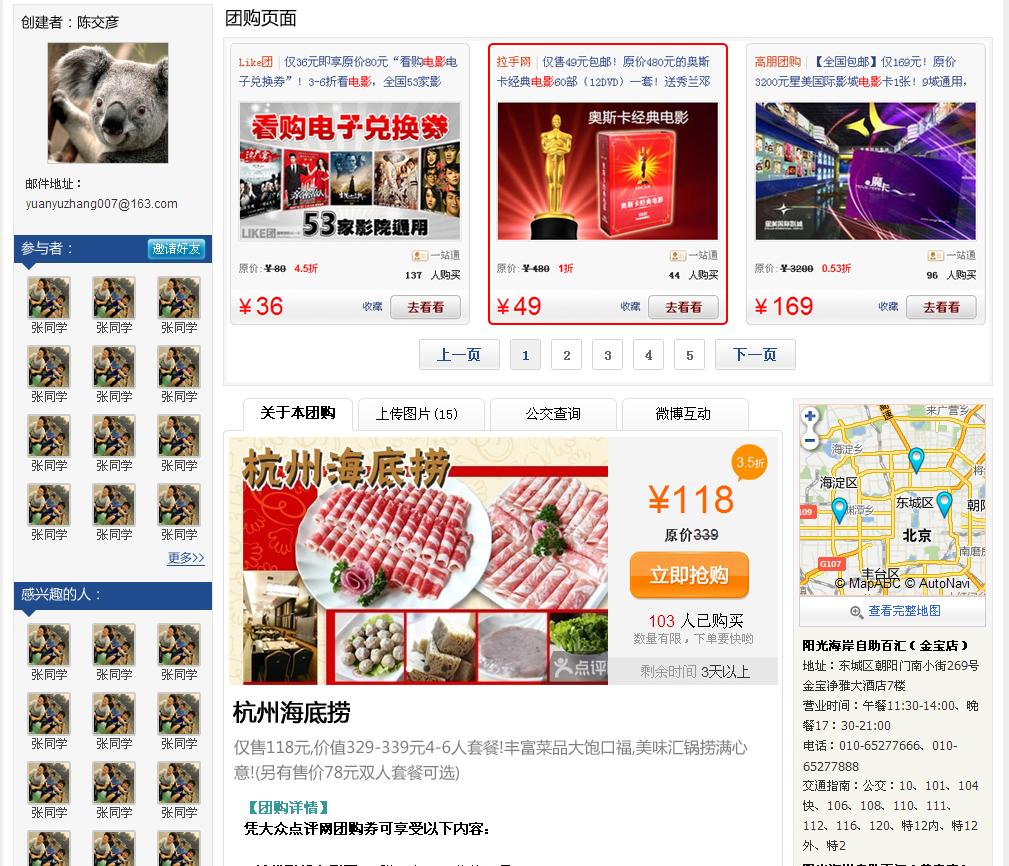 创建者：陈交彦
邮件地址：
yuanyuzhang007@163.com
参与者：
邀请好友
张同学 张同学 张同学
张同学 张同学 张同学
张同学 张同学 张同学
张同学 张同学 张同学
更多>>
感兴趣的人：
张同学 张同学 张同学
张同学 张同学 张同学
张同学 张同学 张同学
团购页面
Like团 | 仅36元即享原价80元“看购电影电
子兑换券”！3-6折看电影，全国53家影
看购电子兑换券
LIKE团
53家影院通用
一站通
原价:￥80 4.5折
137 人购买
￥36
收藏
去看看
拉手网 | 仅售49元包邮！原价480元的奥斯
卡经典电影60部（12DVD）一套！送秀兰邓
奥斯卡经典电影
奥斯卡经典电影
一站通
原价:￥480 1折
44 人购买
￥49
收藏
去看看
高朋团购 | 【全国包邮】仅169元！原价
3200元星美国际影城电影卡1张！9城通用，
魔卡
星美国际影城
一站通
原价:￥3200 0.53折
96 人购买
￥169
收藏
去看看
上一页 1 2 3 4 5 下一页
关于本团购 上传图片(15) 公交查询 微博互动
杭州海底捞
点评
3.5折
¥118
原价339
立即抢购
103 人已购买
数量有限，下单要快哟
剩余时间 3天以上
杭州海底捞
仅售118元,价值329-339元4-6人套餐!丰富菜品大饱口福,美味汇锅捞满心
意!(另有售价78元双人套餐可选)
【团购详情】
凭大众点评网团购券可享受以下内容：
来广营乡
海淀乡
海淀区
东城区
朝阳
109
北京
南磨房
G107
丰台区
© MapABC © AutoNavi
查看完整地图
阳光海岸自助百汇（金宝店）
地址：东城区朝阳门南小街269号
金宝诤雅大酒店7楼
营业时间：午餐11:30-14:00、晚
餐17：30-21:00
电话：010-65277666、010-
65277888
交通指南：公交：10、101、104
快、106、108、110、111、
112、116、120、特12内、特12
外、特2